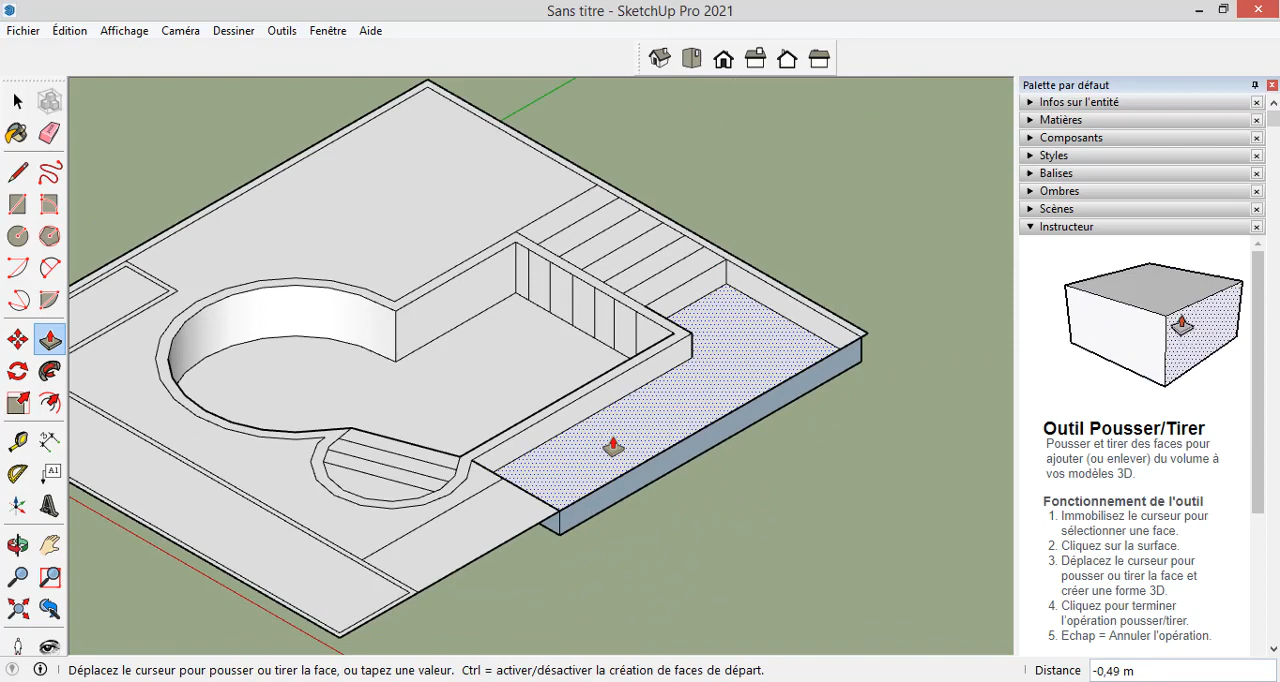 Sans titre - SketchUp Pro 2021
Fichier Édition Affichage Caméra Dessiner Outils Fenêtre Aide
Palette par défaut
Infos sur l'entité
Matières
Composants
Styles
Balises
Ombres
Scènes
Instructeur
A1
Outil Pousser/Tirer
Pousser et tirer des faces pour
ajouter (ou enlever) du volume à
vos modèles 3D.
Fonctionnement de l'outil
1. Immobilisez le curseur pour
sélectionner une face.
2. Cliquez sur la surface.
3. Déplacez le curseur pour
pousser ou tirer la face et
créer une forme 3D.
4. Cliquez pour terminer
l'opération pousser/tirer.
5. Echap = Annuler l'opération.
Déplacez le curseur pour pousser ou tirer la face, ou tapez une valeur. Ctrl = activer/désactiver la création de faces de départ.
Distance -0,49 m